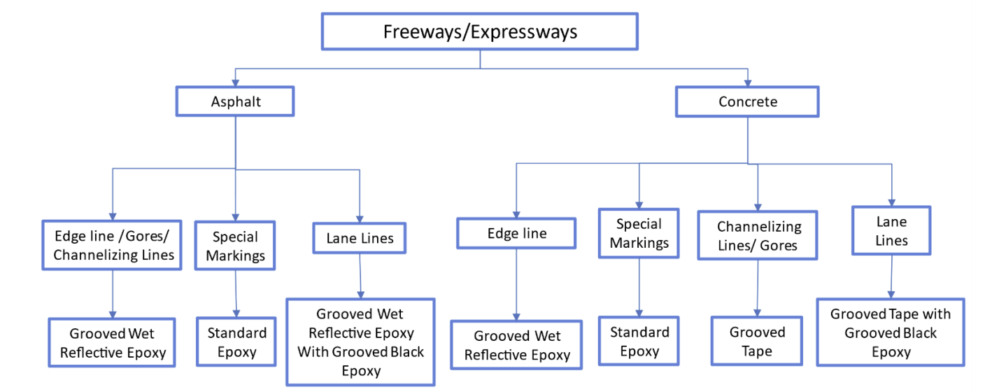 Freeways/Expressways
Asphalt
Concrete
Edge line /Gores/
Channelizing Lines
Special
Markings
Lane Lines
Edge line
Special
Markings
Channelizing
Lines/ Gores
Lane
Lines
Grooved Wet
Reflective Epoxy
Standard
Epoxy
Grooved Wet
Reflective Epoxy
With Grooved Black
Epoxy
Grooved Wet
Reflective Epoxy
Standard
Epoxy
Grooved
Tape
Grooved Tape with
Grooved Black
Epoxy